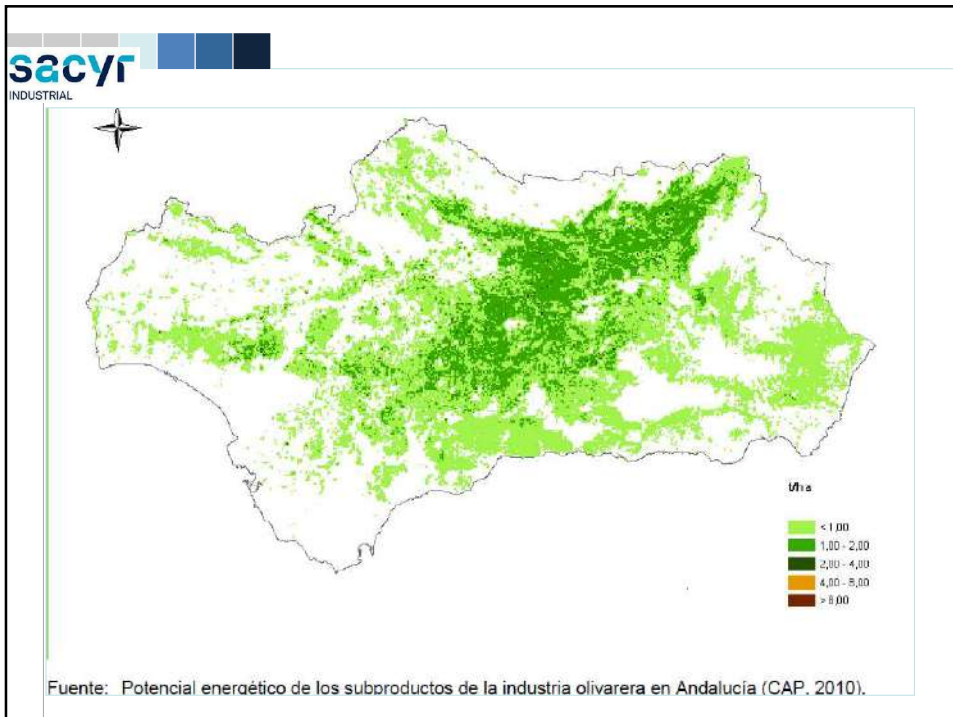 sacyr
INDUSTRIAL
t/ha
< 1,00
1,00 - 2,00
2,00 - 4,00
4,00 - 8,00
> 8,00
Fuente: Potencial energético de los subproductos de la industria olivarera en Andalucía (CAP, 2010).